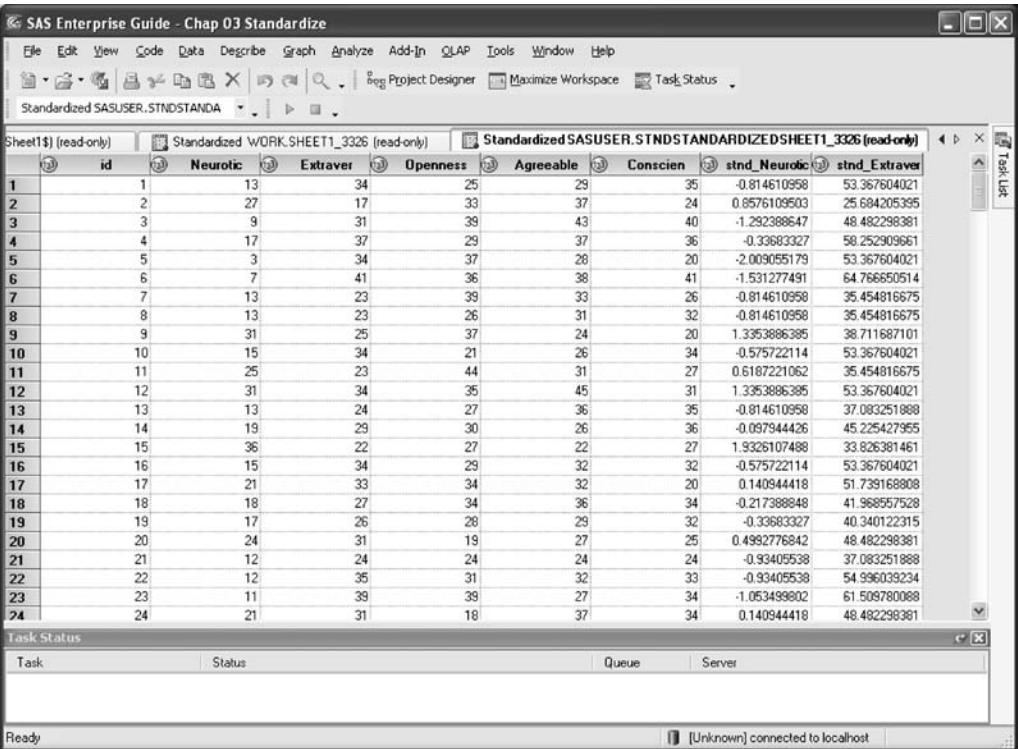 SAS Enterprise Guide - Chap 03 Standardize
File Edit View Code Data Describe Graph Analyze Add-In OLAP Tools Window Help
Project Designer Maximize Workspace Task Status
Standardized SASUSER.STNDSTANDA
Sheet1$) (read-only) Standardized WORK.SHEET1_3326 (read-only) Standardized SASUSER.STNDSTANDARDIZEDSHEET1_3326 (read-only)
Task List
id Neurotic Extraver Openness Agreeable Conscien stnd_Neurotic stnd_Extraver
1 1 13 34 25 29 35 -0.814610958 53.367604021
2 2 27 17 33 37 24 0.8576109503 25.684205395
3 3 9 31 39 43 40 -1.292388647 48.482298381
4 4 17 37 29 37 36 -0.33683327 58.252909661
5 5 3 34 37 28 20 -2.009055179 53.367604021
6 6 7 41 36 38 41 -1.531277491 64.766650514
7 7 13 23 39 33 26 -0.814610958 35.454816675
8 8 13 23 26 31 32 -0.814610958 35.454816675
9 9 31 25 37 24 20 1.3353886385 38.711687101
10 10 15 34 21 26 34 -0.575722114 53.367604021
11 11 25 23 44 31 27 0.6187221062 35.454816675
12 12 31 34 35 45 31 1.3353886385 53.367604021
13 13 13 24 27 36 35 -0.814610958 37.083251888
14 14 19 29 30 26 36 -0.097944426 45.225427955
15 15 36 22 27 22 27 1.9326107488 33.826381461
16 16 15 34 29 32 32 -0.575722114 53.367604021
17 17 21 33 34 32 20 0.140944418 51.739168808
18 18 18 27 34 36 34 -0.217388848 41.968557528
19 19 17 26 28 29 32 -0.33683327 40.340122315
20 20 24 31 19 27 25 0.4992776842 48.482298381
21 21 12 24 24 24 24 -0.93405538 37.083251888
22 22 12 35 31 32 33 -0.93405538 54.996039234
23 23 11 39 39 27 34 -1.053499802 61.509780088
24 24 21 31 18 37 34 0.140944418 48.482298381
Task Status
Task Status Queue Server
Ready [Unknown] connected to localhost